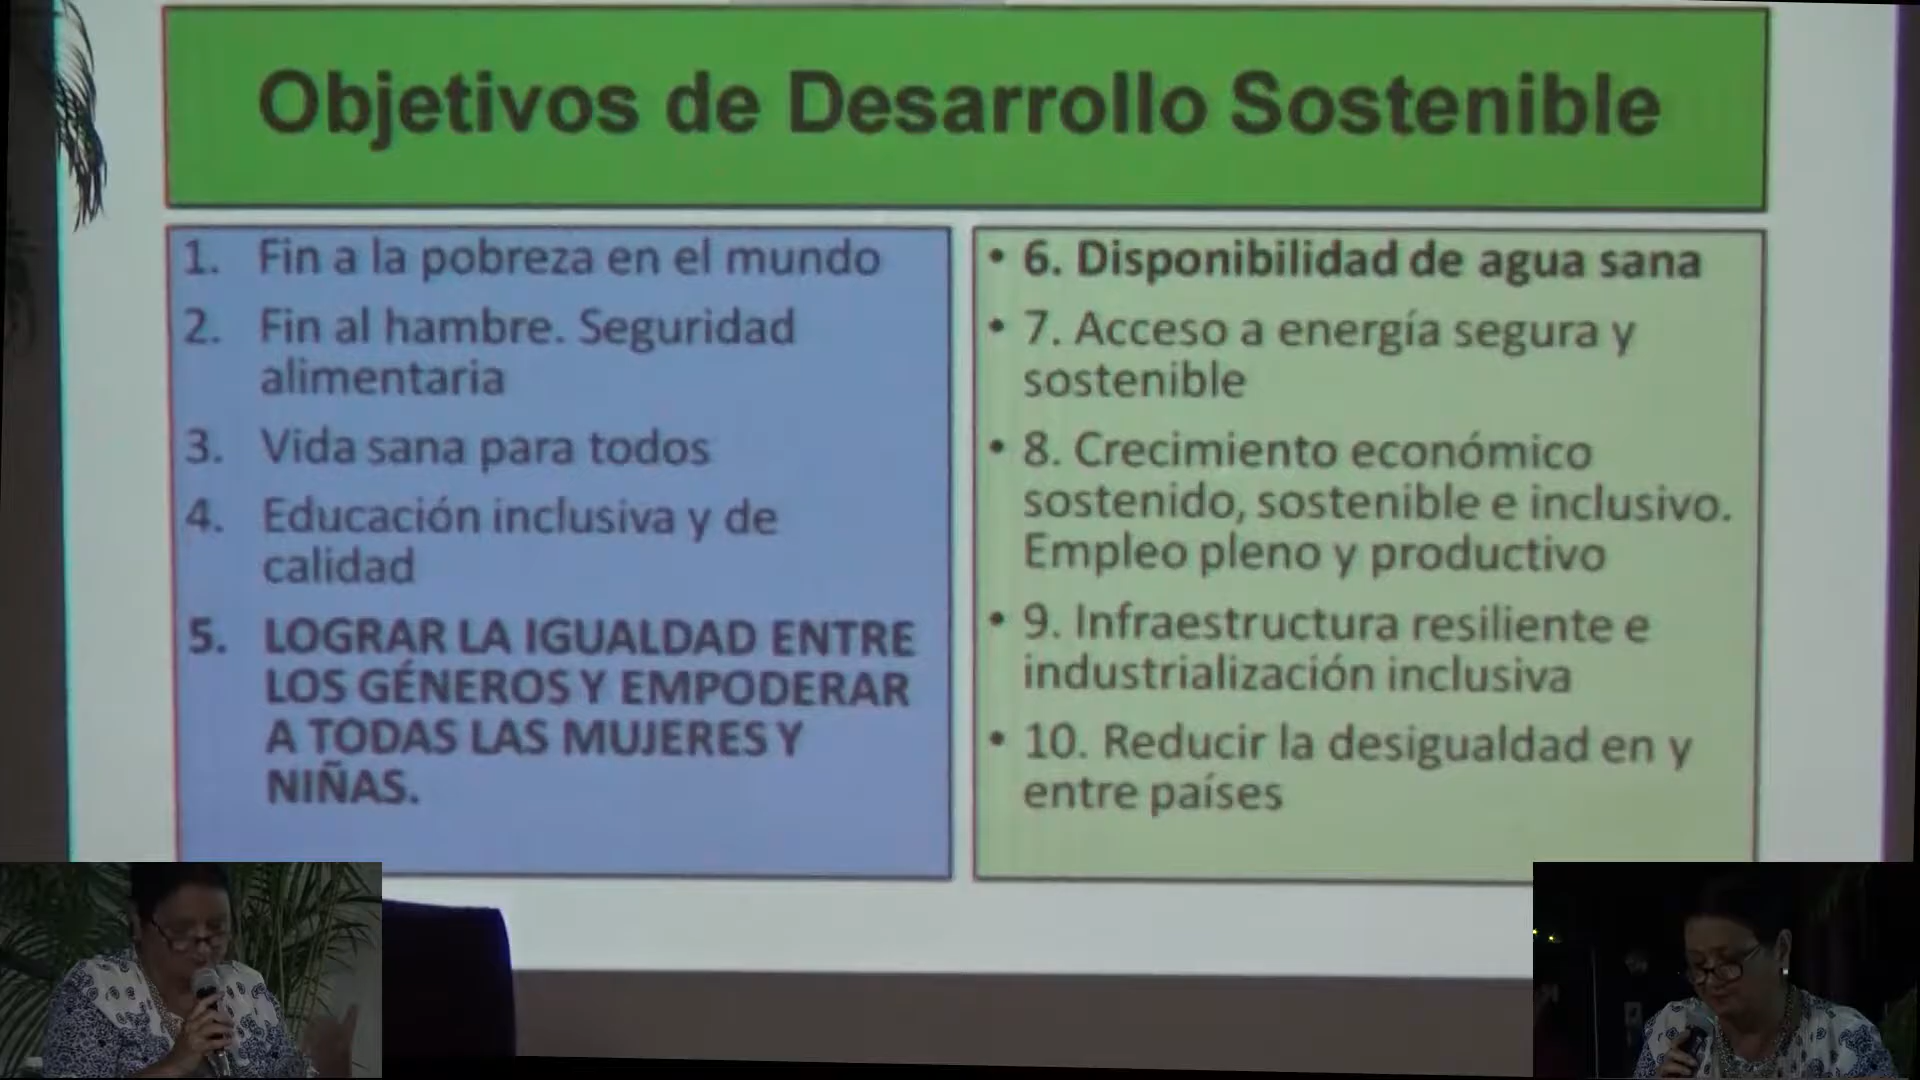 Objetivos de Desarrollo Sostenible
1. Fin a la pobreza en el mundo
2. Fin al hambre. Seguridad
alimentaria
3. Vida sana para todos
4. Educación inclusiva y de
calidad
5. LOGRAR LA IGUALDAD ENTRE
LOS GÉNEROS Y EMPODERAR
A TODAS LAS MUJERES Y
NIÑAS.
• 6. Disponibilidad de agua sana
• 7. Acceso a energía segura y
sostenible
• 8. Crecimiento económico
sostenido, sostenible e inclusivo.
Empleo pleno y productivo
• 9. Infraestructura resiliente e
industrialización inclusiva
• 10. Reducir la desigualdad en y
entre países